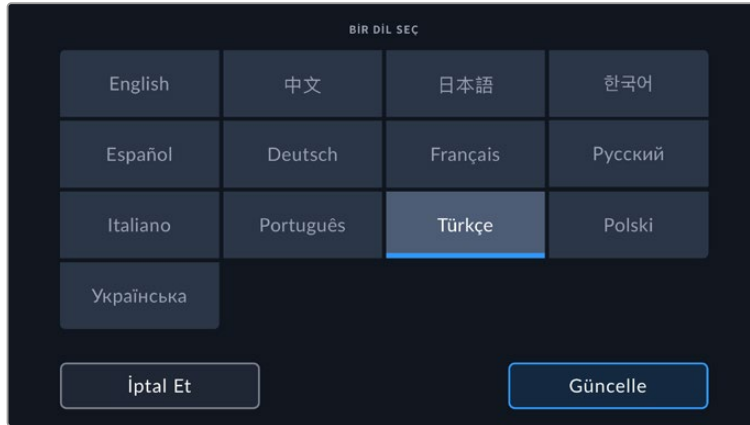 BİR DİL SEÇ
English 中文 日本語 한국어
Español Deutsch Français Русский
Italiano Português Türkçe Polski
Українська
İptal Et Güncelle